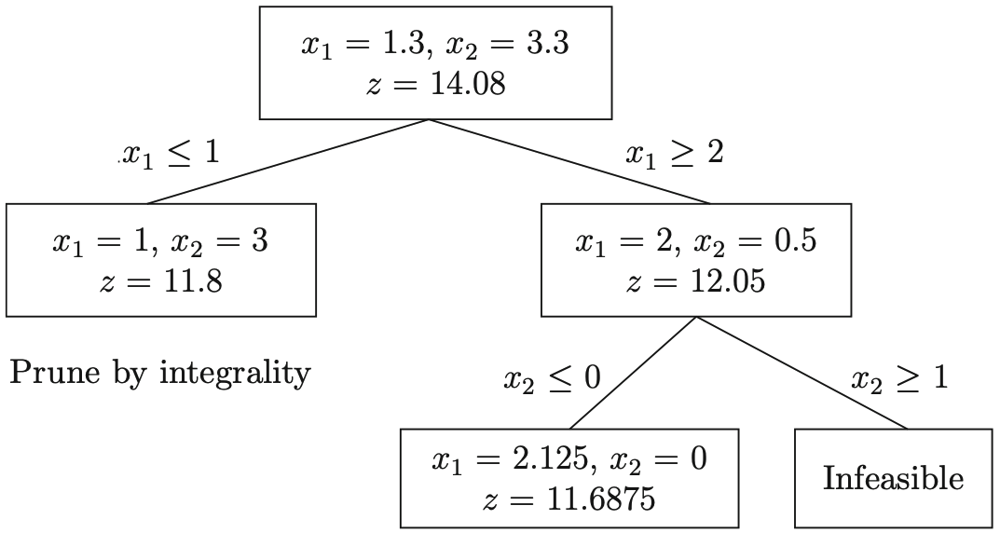 x₁ = 1.3, x₂ = 3.3
z = 14.08
x₁ ≤ 1
x₁ ≥ 2
x₁ = 1, x₂ = 3
z = 11.8
x₁ = 2, x₂ = 0.5
z = 12.05
Prune by integrality
x₂ ≤ 0
x₂ ≥ 1
x₁ = 2.125, x₂ = 0
z = 11.6875
Infeasible